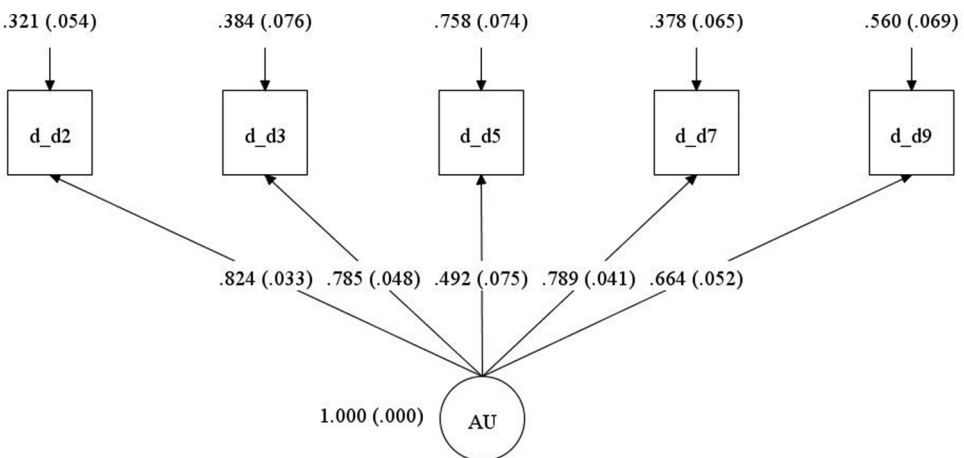 .321 (.054) .384 (.076) .758 (.074) .378 (.065) .560 (.069)
d_d2 d_d3 d_d5 d_d7 d_d9
.824 (.033) .785 (.048) .492 (.075) .789 (.041) .664 (.052)
1.000 (.000) AU